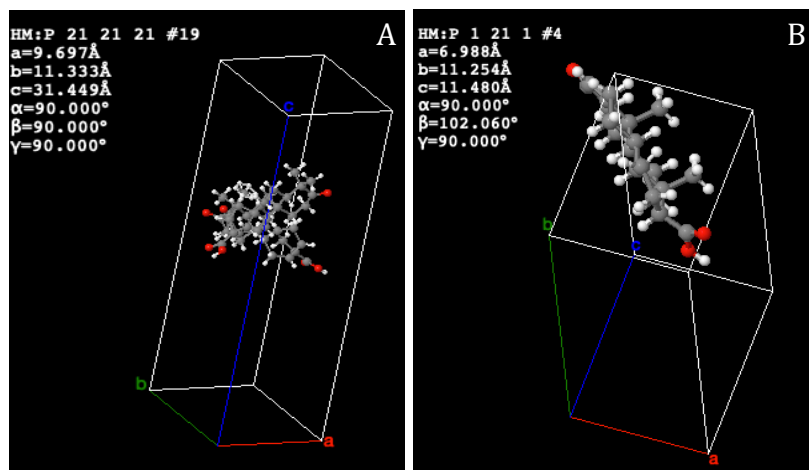 HM:P 21 21 21 #19
a=9.697Å
b=11.333Å
c=31.449Å
α=90.000°
β=90.000°
γ=90.000°
A
c
b
a
HM:P 1 21 1 #4
a=6.988Å
b=11.254Å
c=11.480Å
α=90.000°
β=102.060°
γ=90.000°
B
b
c
a